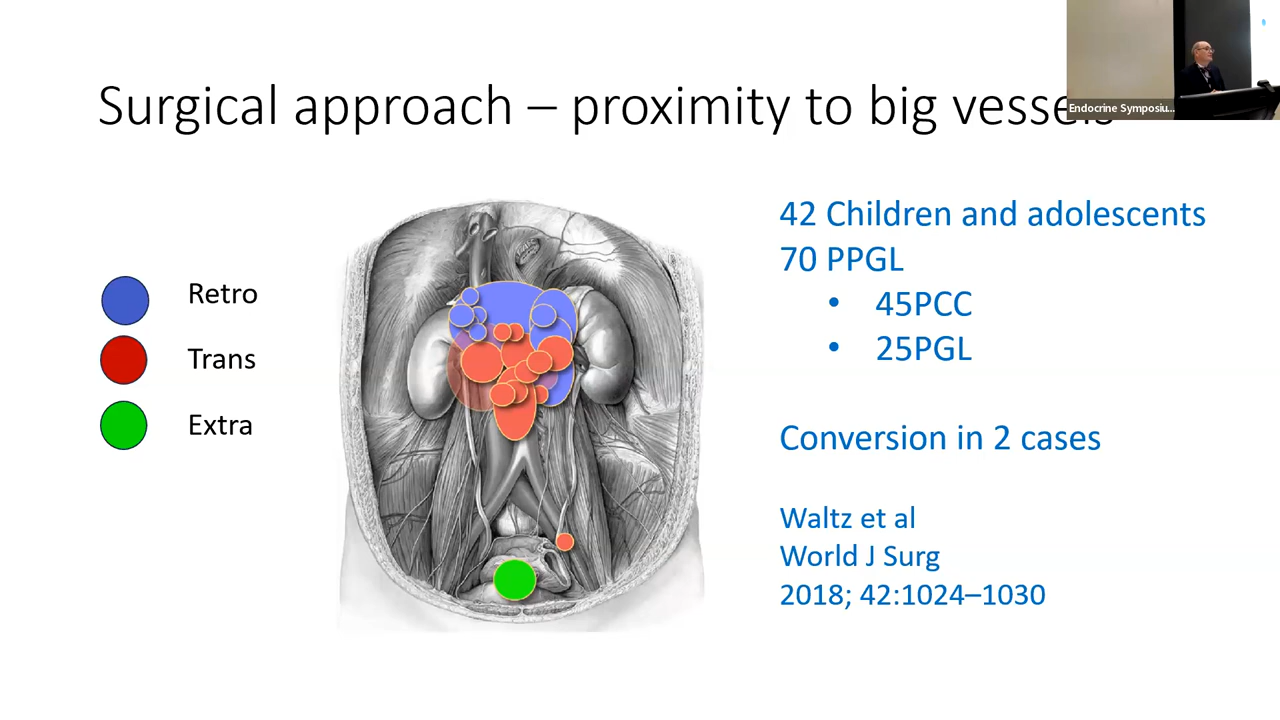 Surgical approach – proximity to big vessels
Endocrine Symposiu...
42 Children and adolescents
70 PPGL
• 45PCC
• 25PGL
Retro
Trans
Extra
Conversion in 2 cases
Waltz et al
World J Surg
2018; 42:1024–1030